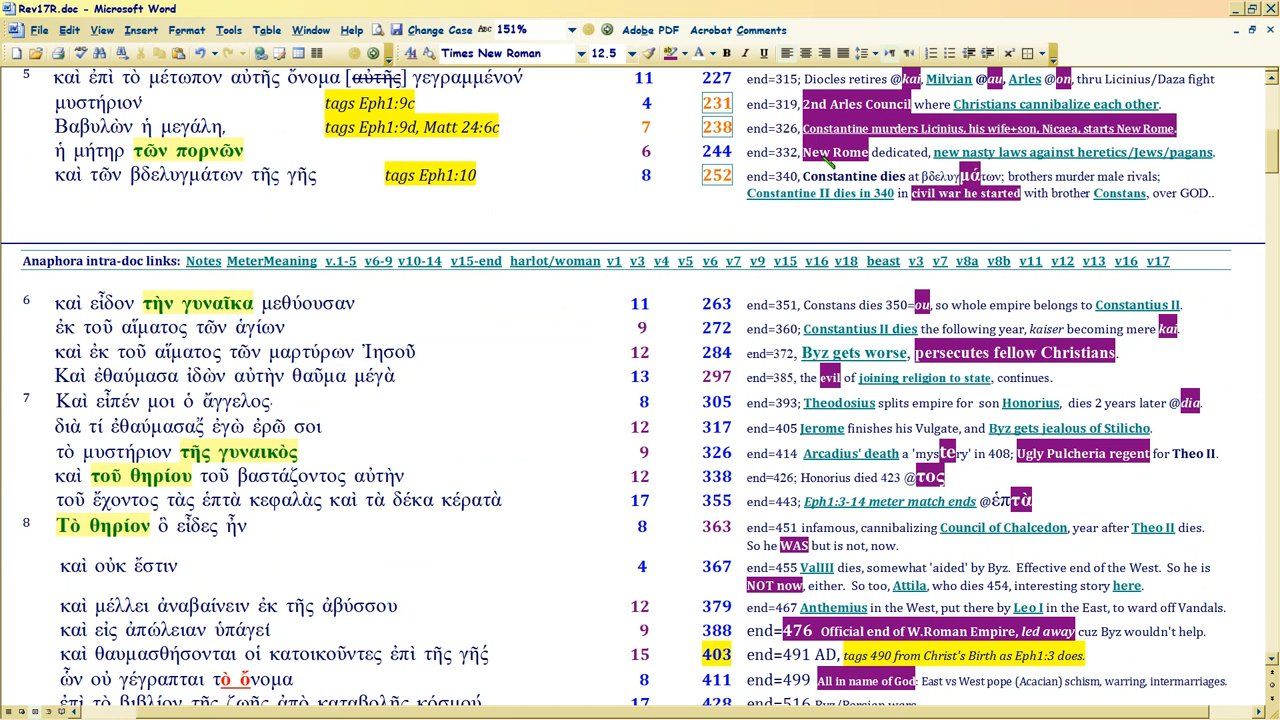 Rev17R.doc - Microsoft Word
File Edit View Insert Format Tools Table Window Help Change Case 151% Adobe PDF Acrobat Comments
Times New Roman 12.5
5 καὶ ἐπὶ τὸ μέτωπον αὐτῆς ὄνομα [αὐτῆς] γεγραμμένον 11 227 end=315; Diocles retires @kai, Milvian @au, Arles @on, thru Licinius/Daza fight
μυστήριον tags Eph1:9c 4 231 end=319, 2nd Arles Council where Christians cannibalize each other.
Βαβυλὼν ἡ μεγάλη, tags Eph1:9d, Matt 24:6c 7 238 end=326, Constantine murders Licinius, his wife+son, Nicaea, starts New Rome.
ἡ μήτηρ τῶν πορνῶν 6 244 end=332, New Rome dedicated, new nasty laws against heretics/Jews/pagans.
καὶ τῶν βδελυγμάτων τῆς γῆς tags Eph1:10 8 252 end=340, Constantine dies at βδελυγμάτων; brothers murder male rivals;
Constantine II dies in 340 in civil war he started with brother Constans, over GOD..
Anaphora intra-doc links: Notes MeterMeaning v.1-5 v6-9 v10-14 v15-end harlot/woman v1 v3 v4 v5 v6 v7 v9 v15 v16 v18 beast v3 v7 v8a v8b v11 v12 v13 v16 v17
6 καὶ εἶδον τὴν γυναῖκα μεθύουσαν 11 263 end=351, Constans dies 350=ou, so whole empire belongs to Constantius II.
ἐκ τοῦ αἵματος τῶν ἁγίων 9 272 end=360; Constantius II dies the following year, kaiser becoming mere kai.
καὶ ἐκ τοῦ αἵματος τῶν μαρτύρων Ἰησοῦ 12 284 end=372, Byz gets worse, persecutes fellow Christians.
Καὶ ἐθαύμασα ἰδὼν αὐτὴν θαῦμα μέγὰ 13 297 end=385, the evil of joining religion to state, continues.
7 Καὶ εἶπέν μοι ὁ ἄγγελος· 8 305 end=393; Theodosius splits empire for son Honorius, dies 2 years later @dia.
διὰ τί ἐθαύμασαξ ἐγὼ ἐρῶ σοι 12 317 end=405 Jerome finishes his Vulgate, and Byz gets jealous of Stilicho.
τὸ μυστήριον τῆς γυναικὸς 9 326 end=414 Arcadius' death a 'mystery' in 408; Ugly Pulcheria regent for Theo II.
καὶ τοῦ θηρίου τοῦ βαστάζοντος αὐτὴν 12 338 end=426; Honorius died 423 @τος
τοῦ ἔχοντος τὰς ἑπτὰ κεφαλὰς καὶ τὰ δέκα κέρατὰ 17 355 end=443; Eph1:3-14 meter match ends @ἑπτὰ
8 Τὸ θηρίον ὃ εἶδες ἦν 8 363 end=451 infamous, cannibalizing Council of Chalcedon, year after Theo II dies.
So he WAS but is not, now.
καὶ οὐκ ἔστιν 4 367 end=455 ValIII dies, somewhat 'aided' by Byz. Effective end of the West. So he is
NOT now, either. So too, Attila, who dies 454, interesting story here.
καὶ μέλλει ἀναβαίνειν ἐκ τῆς ἀβύσσου 12 379 end=467 Anthemius in the West, put there by Leo I in the East, to ward off Vandals.
καὶ εἰς ἀπώλειαν ὑπάγεί 9 388 end=476 Official end of W.Roman Empire, led away cuz Byz wouldn't help.
καὶ θαυμασθήσονται οἱ κατοικοῦντες ἐπὶ τῆς γῆς 15 403 end=491 AD, tags 490 from Christ's Birth as Eph1:3 does.
ὧν οὐ γέγραπται τὸ ὄνομα 8 411 end=499 All in name of God: East vs West pope (Acacian) schism, warring, intermarriages.
ἐπὶ τὸ βιβλίον τῆς ζωῆς ἀπὸ καταβολῆς κόσμου 17 428 end=516 Byz/Persian wars